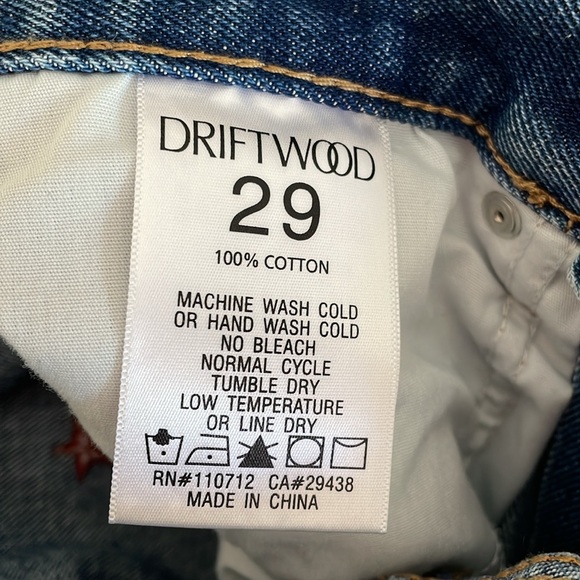 DRIFTWOOD
29
100% COTTON
MACHINE WASH COLD
OR HAND WASH COLD
NO BLEACH
NORMAL CYCLE
TUMBLE DRY
LOW TEMPERATURE
OR LINE DRY
RN#110712 CA#29438
MADE IN CHINA